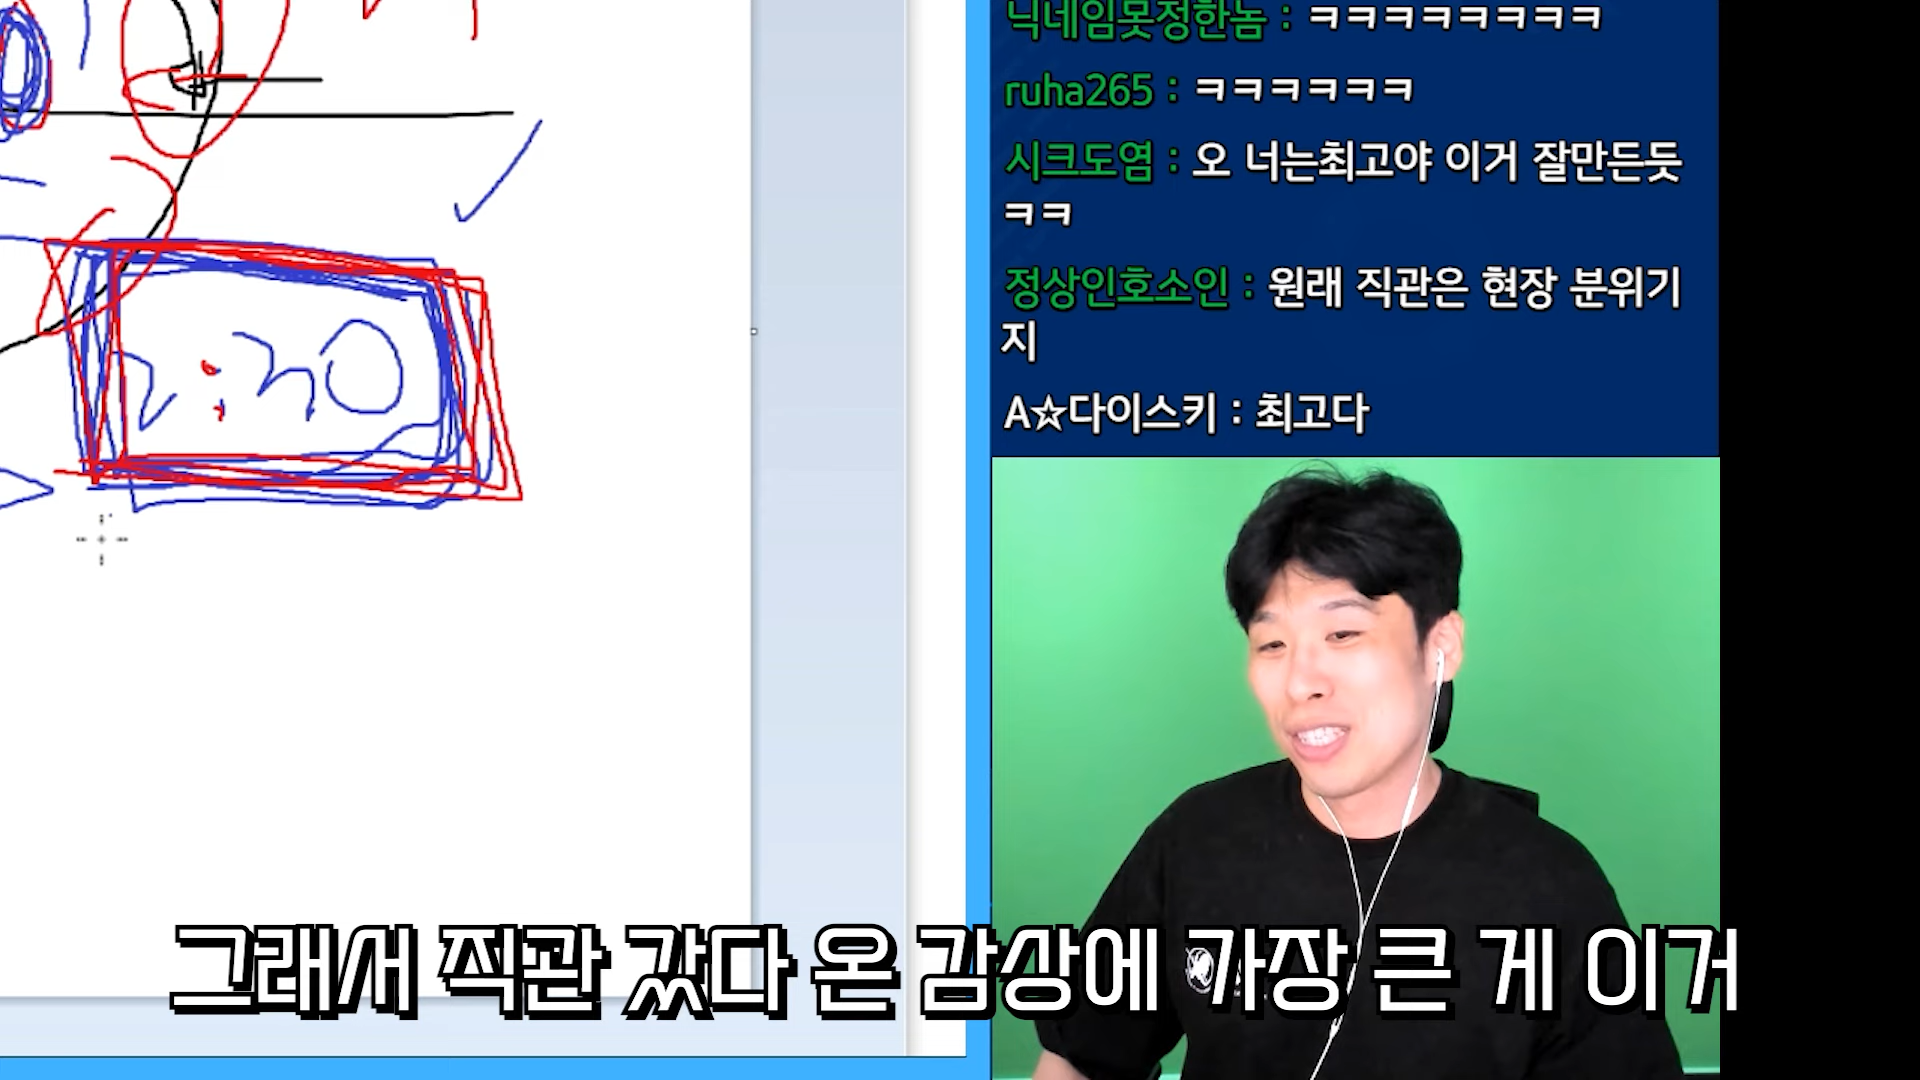 닉네임못정한놈 : ㅋㅋㅋㅋㅋㅋㅋㅋ
ruha265 : ㅋㅋㅋㅋㅋㅋ
시크도염 : 오 너는최고야 이거 잘만든듯
ㅋㅋ
정상인호소인 : 원래 직관은 현장 분위기
지
A☆다이스키 : 최고다
2:30
그래서 직관 갔다 온 감상에 가장 큰 게 이거